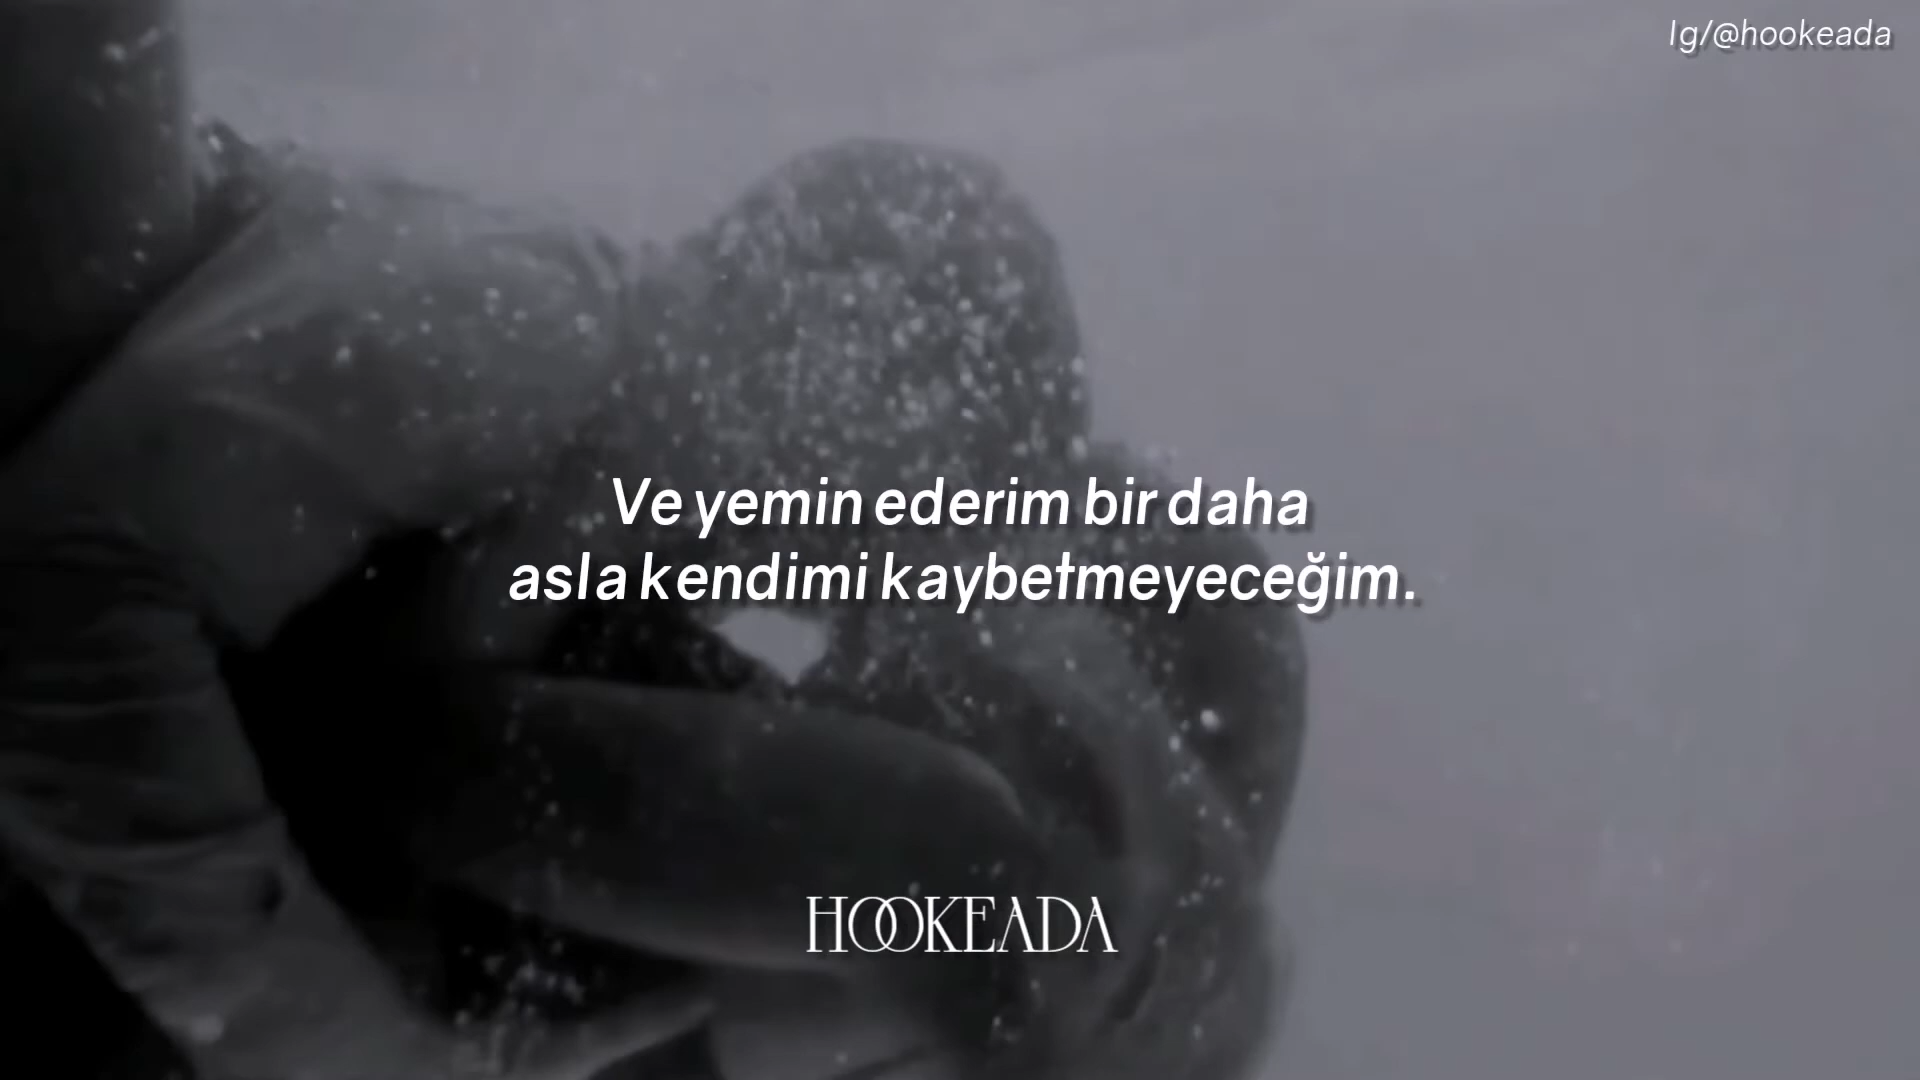 Ig/@hookeada
Ve yemin ederim bir daha
asla kendimi kaybetmeyeceğim.
HOOKEADA